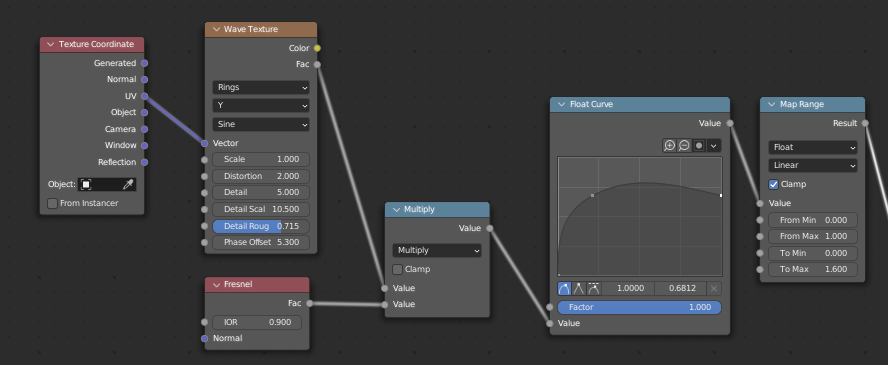 Texture Coordinate
Generated
Normal
UV
Object
Camera
Window
Reflection
Object:
From Instancer
Wave Texture
Color
Fac
Rings
Y
Sine
Vector
Scale 1.000
Distortion 2.000
Detail 5.000
Detail Scal 10.500
Detail Roug 0.715
Phase Offset 5.300
Fresnel
Fac
IOR 0.900
Normal
Multiply
Value
Multiply
Clamp
Value
Value
Float Curve
Value
1.0000 0.6812
Factor 1.000
Value
Map Range
Result
Float
Linear
Clamp
Value
From Min 0.000
From Max 1.000
To Min 0.000
To Max 1.600